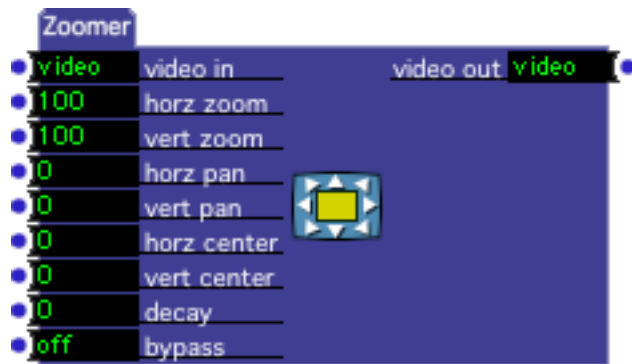 Zoomer
video video in video out video
100 horz zoom
100 vert zoom
0 horz pan
0 vert pan
0 horz center
0 vert center
0 decay
off bypass